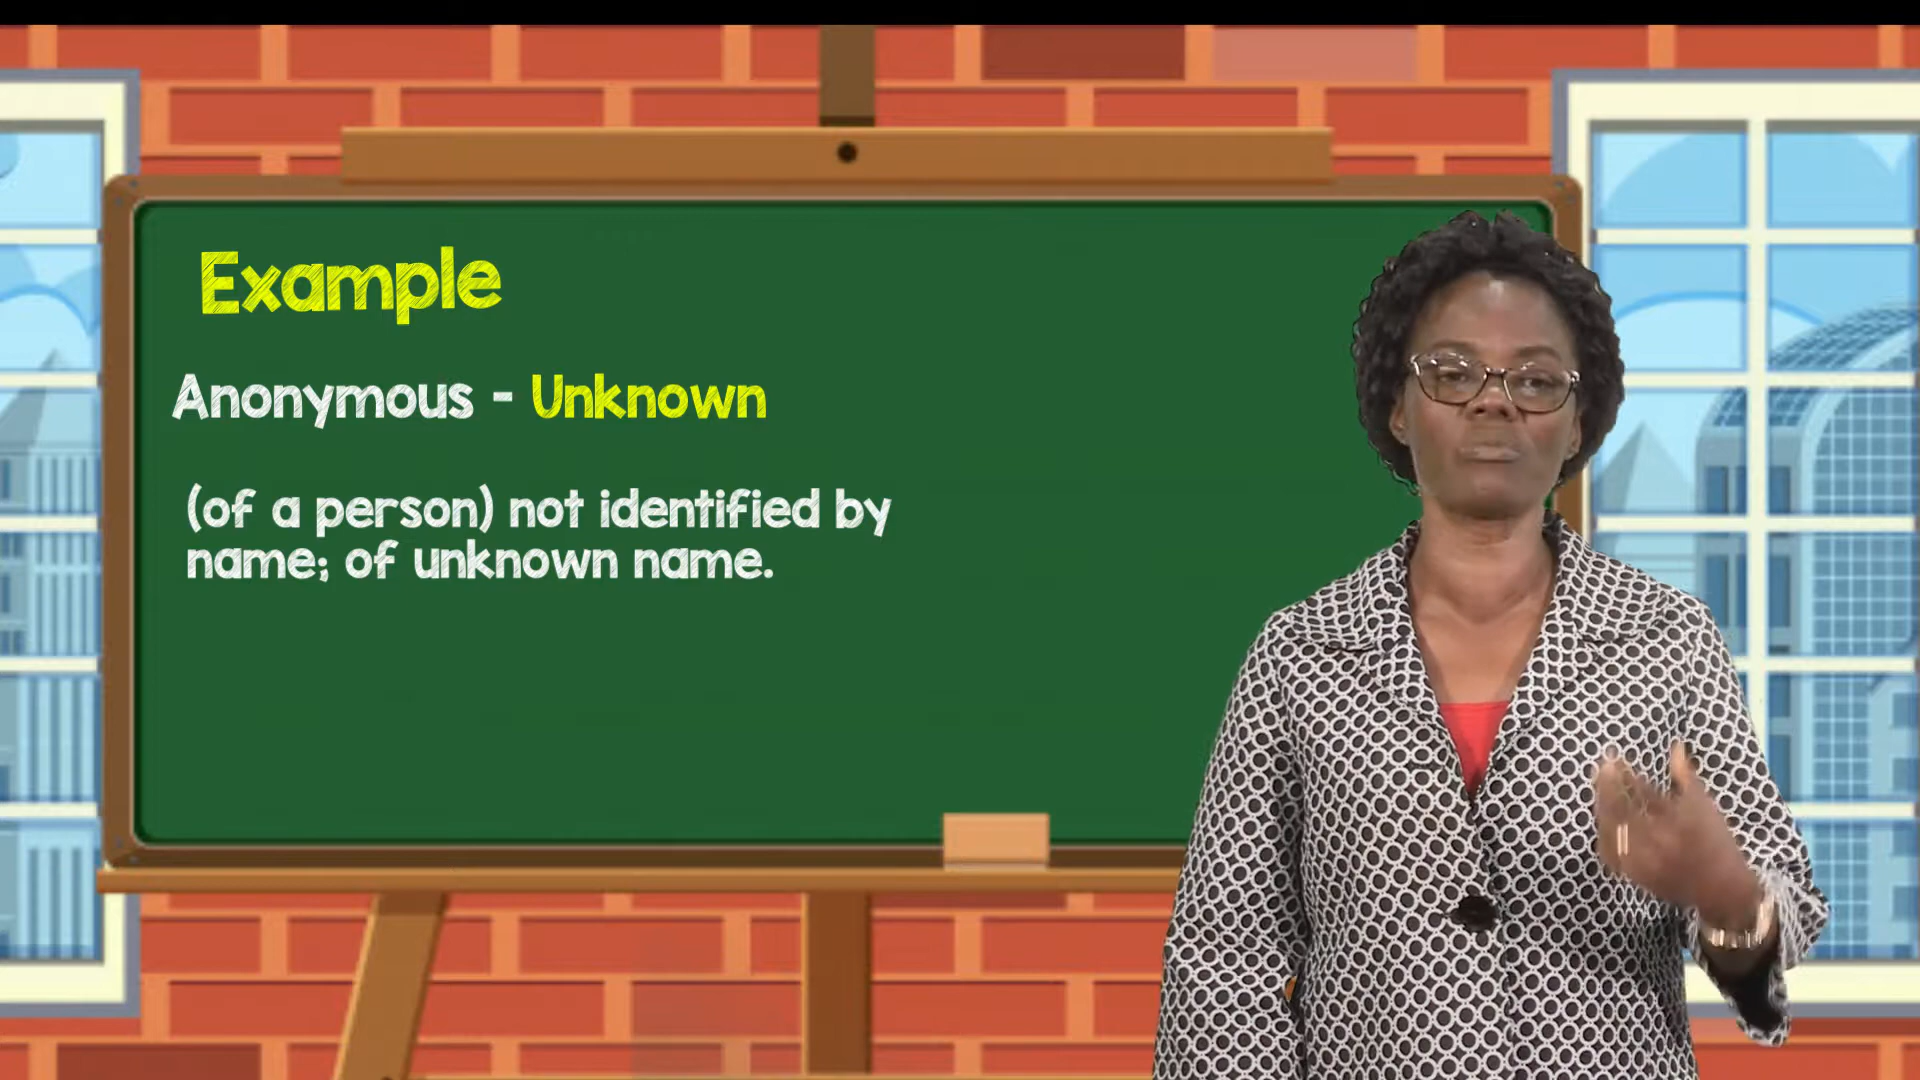 Example
Anonymous - Unknown
(of a person) not identified by
name; of unknown name.